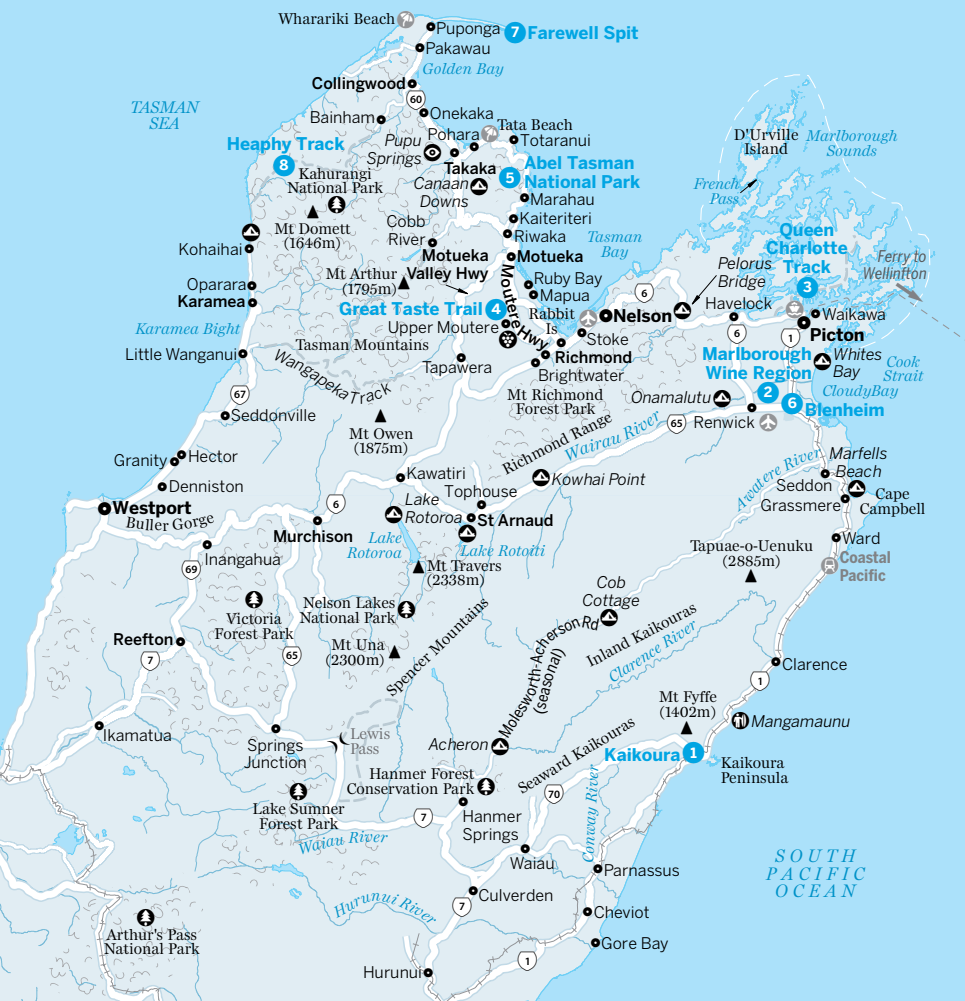 Wharariki Beach
Puponga
7 Farewell Spit
Pakawau
Golden Bay
Collingwood
60
TASMAN
SEA
Onekaka
Bainham
Tata Beach
Pohara
Totaranui
D'Urville
Island
Marlborough
Sounds
Heaphy Track
8
Pupu
Springs
Takaka
Abel Tasman
National Park
5
Kahurangi
National Park
Canaan
Downs
French
Pass
Marahau
Mt Domett
(1646m)
Kaiteriteri
Cobb
River
Riwaka
Tasman
Bay
Queen
Charlotte
Track
3
Kohaihai
Motueka
Valley Hwy
Motueka
Pelorus
Bridge
Ferry to
Wellinfton
Mt Arthur
(1795m)
Ruby Bay
Mapua
Moutere Hwy
Oparara
Karamea
6
Havelock
Great Taste Trail 4
Rabbit
Is
Nelson
Waikawa
Picton
Karamea Bight
Upper Moutere
Stoke
6
1
Tasman Mountains
Richmond
Little Wanganui
Wangapeka Track
Tapawera
Brightwater
Marlborough
Wine Region
2
Whites
Bay
Cook
Strait
CloudyBay
67
Mt Richmond
Forest Park
Onamalutu
6 Blenheim
Seddonville
Mt Owen
(1875m)
Richmond Range
Wairau River
65
Renwick
Granity
Hector
Marfells
Beach
Awatere River
Denniston
Kawatiri
Tophouse
Kowhai Point
Seddon
Grassmere
Cape
Campbell
Westport
Buller Gorge
6
Lake
Rotoroa
St Arnaud
Murchison
Lake
Rotoroa
Lake Rotoiti
Ward
Tapuae-o-Uenuku
(2885m)
Inangahua
Coastal
Pacific
69
Mt Travers
(2338m)
Cob
Cottage
Victoria
Forest Park
Nelson Lakes
National Park
Reefton
Mt Una
(2300m)
Spencer Mountains
Molesworth-Acherson Rd
(seasonal)
Inland Kaikouras
Clarence River
7
65
Clarence
1
Mt Fyffe
(1402m)
Mangamaunu
Ikamatua
Springs
Junction
Lewis
Pass
Acheron
Seaward Kaikouras
Kaikoura 1
Kaikoura
Peninsula
Hanmer Forest
Conservation Park
70
Lake Sumner
Forest Park
7
Hanmer
Springs
Conway River
Waiau River
Waiau
Parnassus
SOUTH
PACIFIC
OCEAN
Culverden
Hurunui River
7
Cheviot
Arthur's Pass
National Park
Gore Bay
1
Hurunui